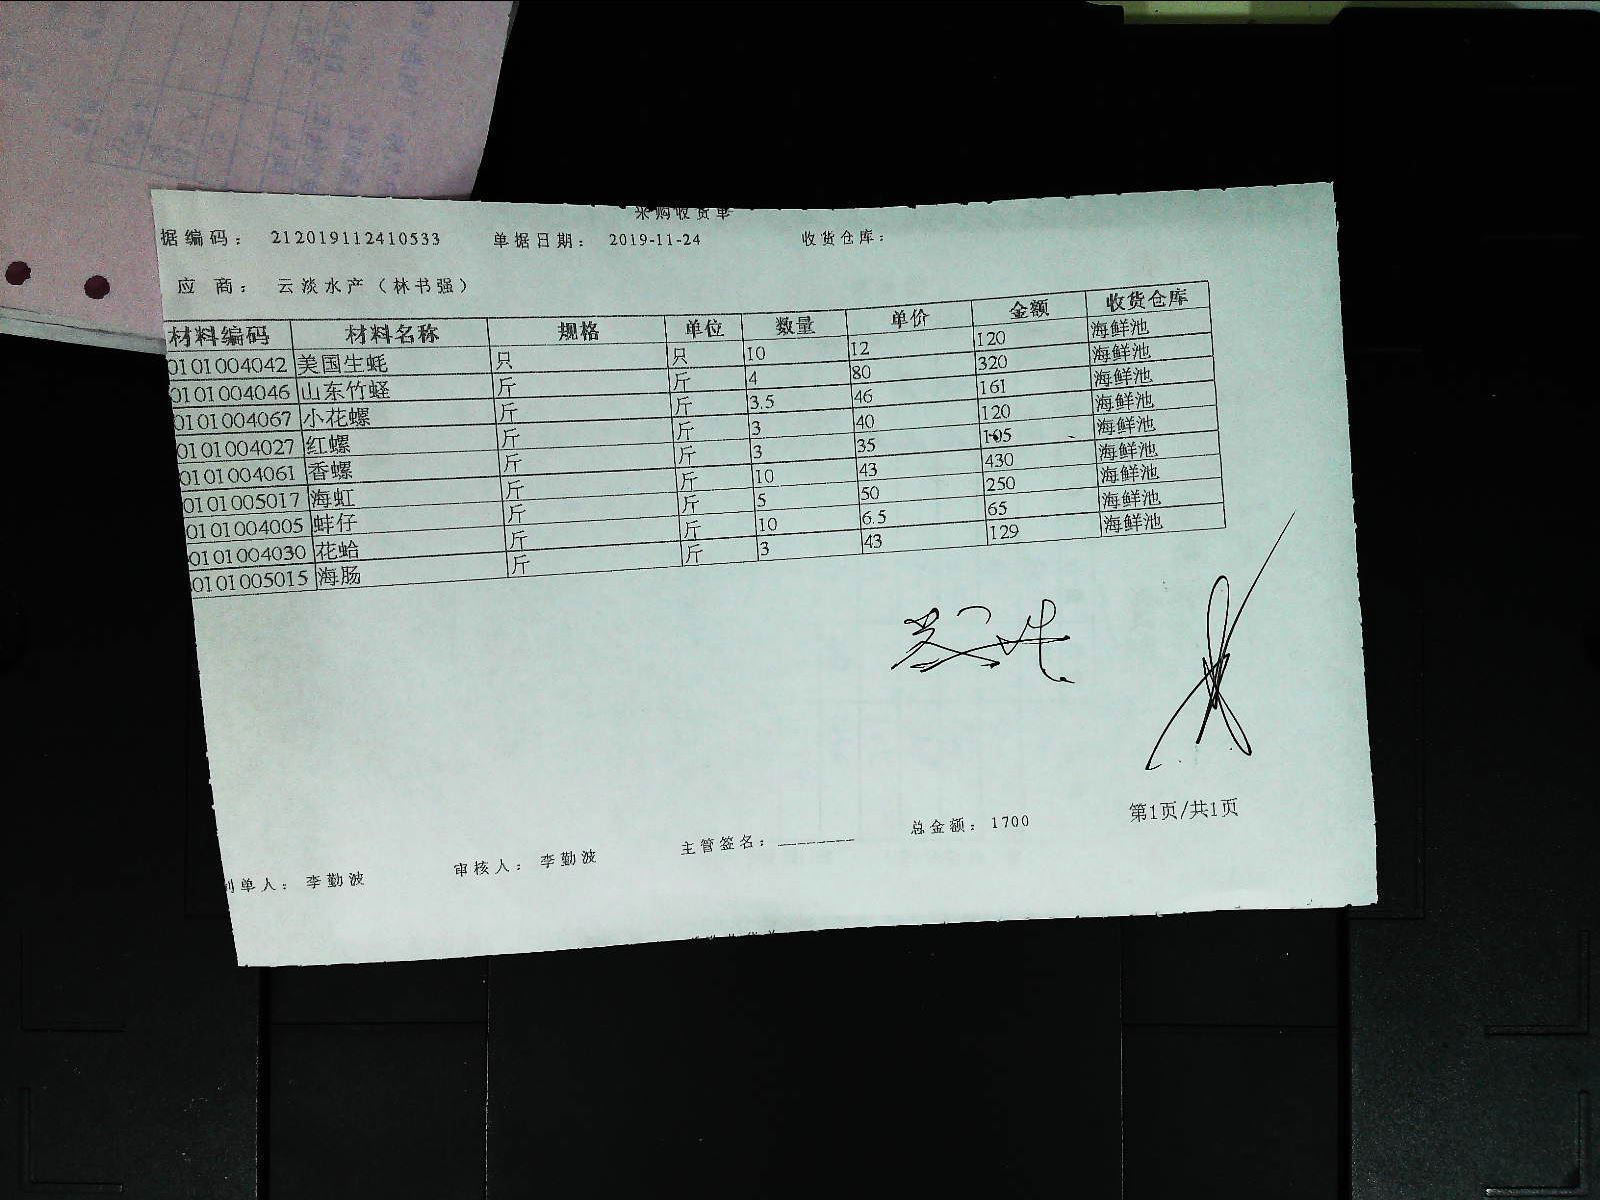 采购收货单
据编码： 212019112410533 单据日期： 2019-11-24 收货仓库：
应 商： 云淡水产（林书强）
材料编码 材料名称 规格 单位 数量 单价 金额 收货仓库
0101004042 美国生蚝 只 只 10 12 120 海鲜池
0101004046 山东竹蛏 斤 斤 4 80 320 海鲜池
0101004067 小花螺 斤 斤 3.5 46 161 海鲜池
0101004027 红螺 斤 斤 3 40 120 海鲜池
0101004061 香螺 斤 斤 3 35 105 海鲜池
0101005017 海虹 斤 斤 10 43 430 海鲜池
0101004005 蚌仔 斤 斤 5 50 250 海鲜池
0101004030 花蛤 斤 斤 10 6.5 65 海鲜池
0101005015 海肠 斤 斤 3 43 129 海鲜池
制单人： 李勤波 审核人： 李勤波 主管签名：________ 总金额：1700 第1页/共1页